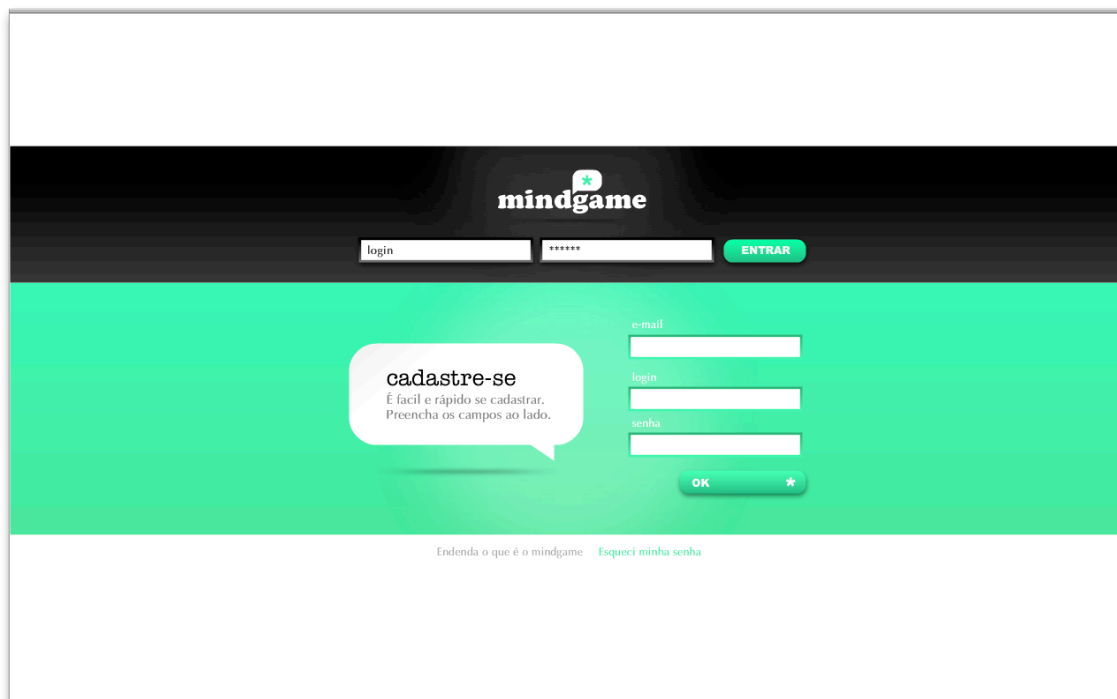 *
mindgame
login
******
ENTRAR
cadastre-se
É facil e rápido se cadastrar.
Preencha os campos ao lado.
e-mail
login
senha
OK *
Endenda o que é o mindgame Esqueci minha senha